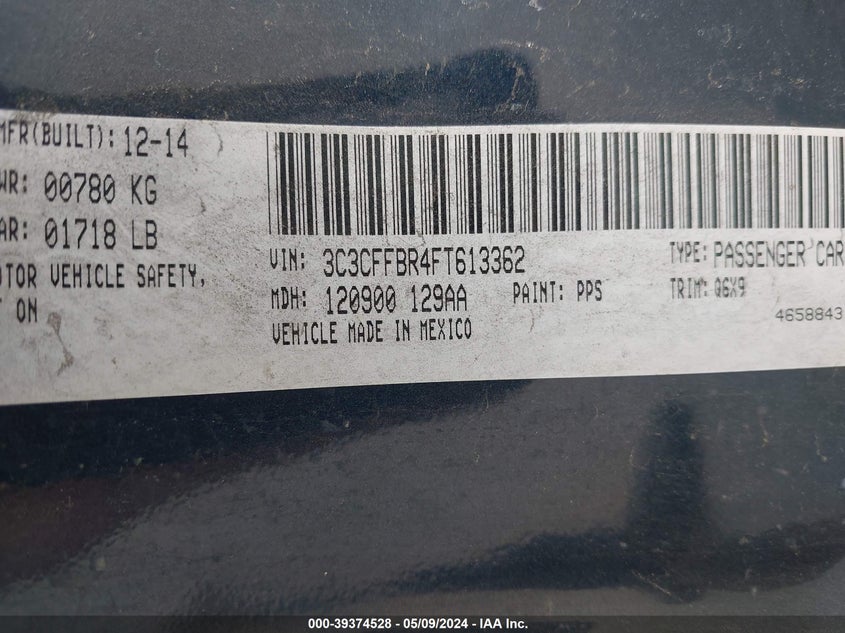 MFR(BUILT): 12-14
WR: 00780 KG
AR: 01718 LB
OTOR VEHICLE SAFETY,
T ON
VIN: 3C3CFFBR4FT613362
TYPE: PASSENGER CAR
MDH: 120900 129AA
PAINT: PPS
TRIM: Q6X9
VEHICLE MADE IN MEXICO
4658843
000-39374528 - 05/09/2024 - IAA Inc.